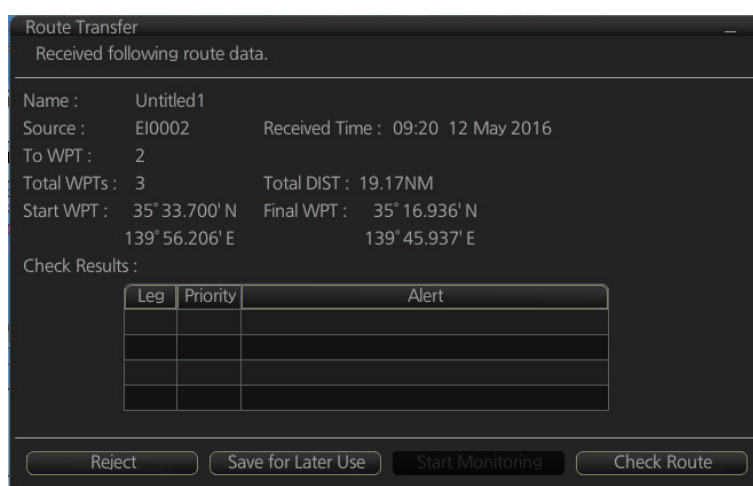 Route Transfer
Received following route data.
Name : Untitled1
Source : EI0002 Received Time : 09:20 12 May 2016
To WPT : 2
Total WPTs : 3 Total DIST : 19.17NM
Start WPT : 35°33.700' N Final WPT : 35°16.936' N
139°56.206' E 139°45.937' E
Check Results :
Leg Priority Alert
Reject Save for Later Use Start Monitoring Check Route